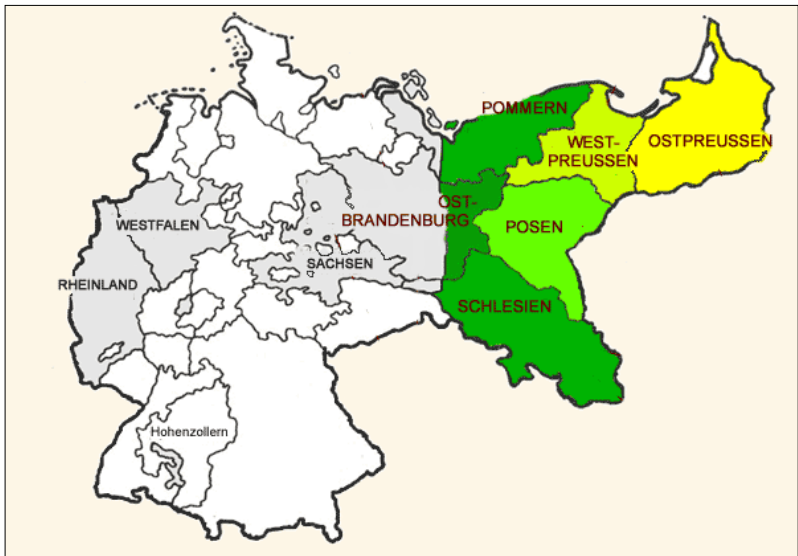 POMMERN
WEST-
PREUSSEN
OSTPREUSSEN
OST-
BRANDENBURG
WESTFALEN
POSEN
SACHSEN
RHEINLAND
SCHLESIEN
Hohenzollern